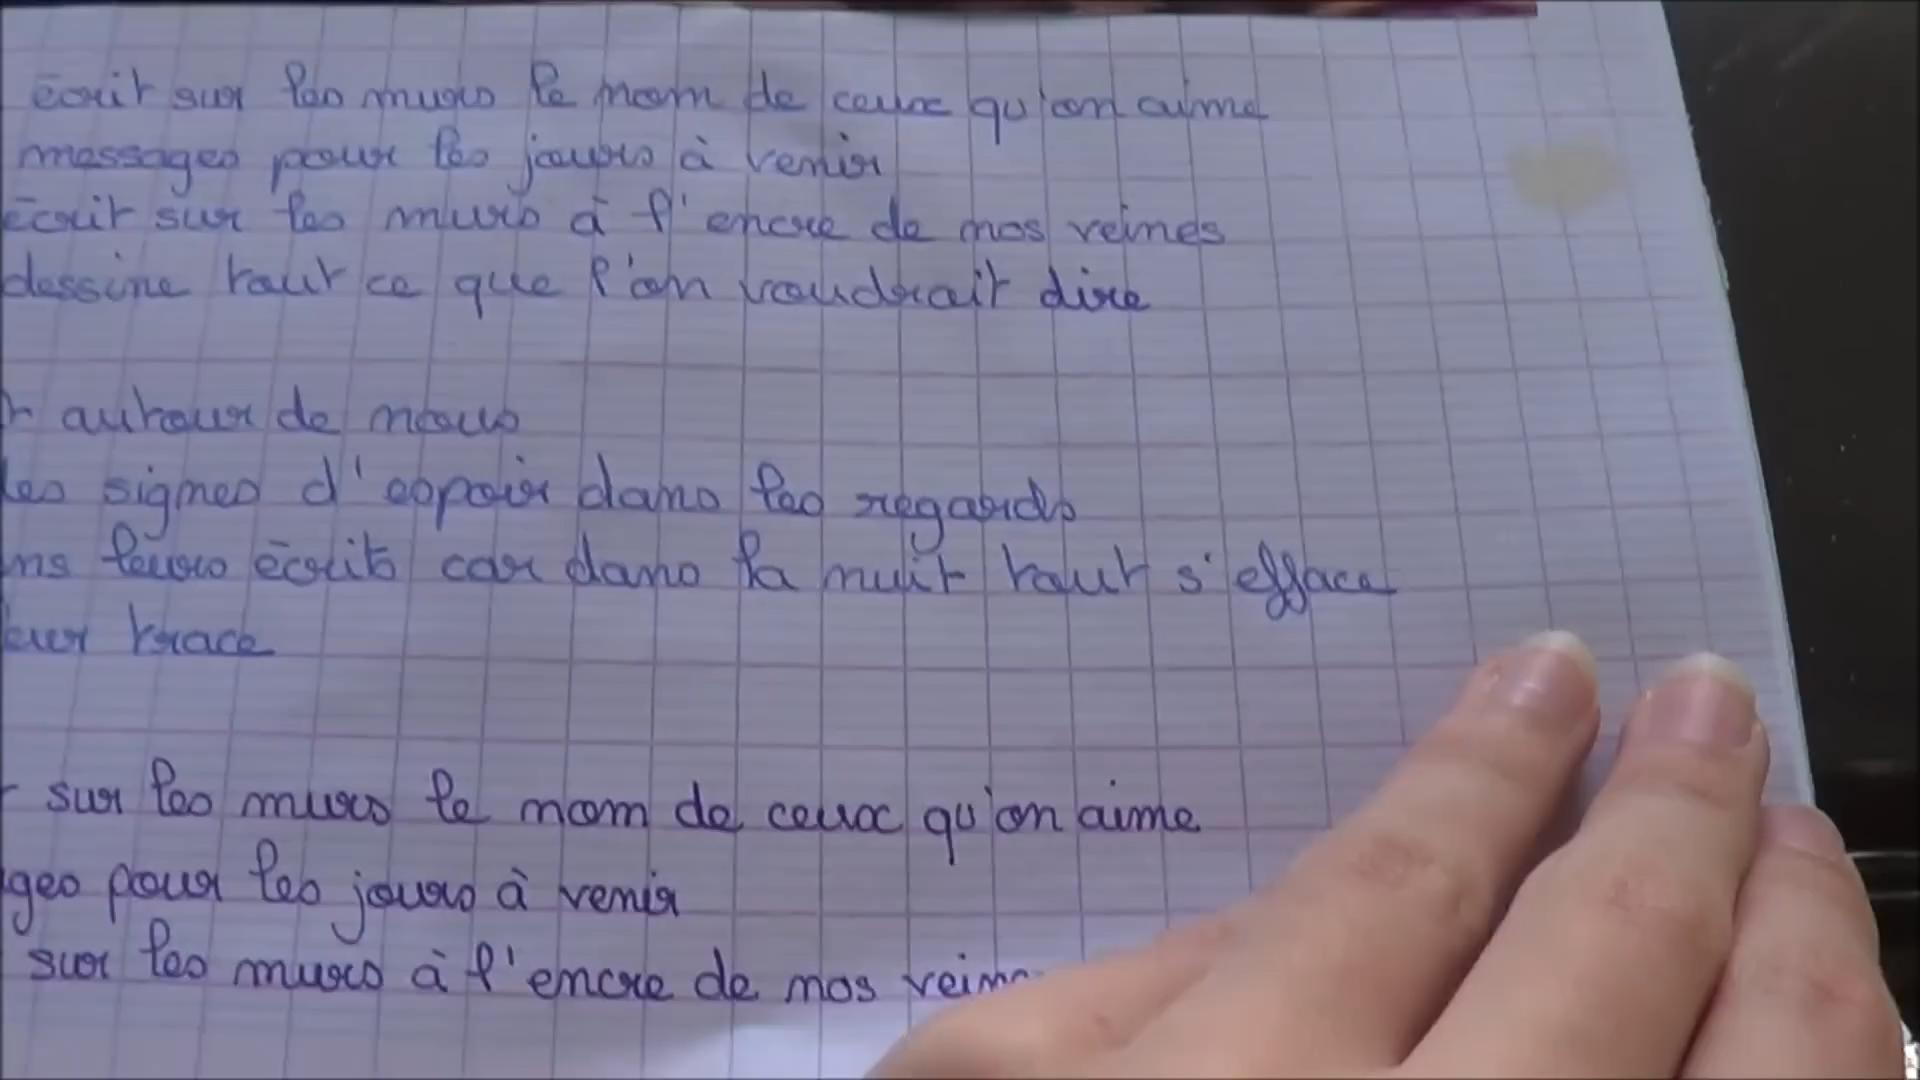 écrit sur les murs le nom de ceux qu'on aime
messages pour les jours à venir
écrit sur les murs à l'encre de nos veines
dessine tout ce que l'on voudrait dire
autour de nous
les signes d'espoir dans les regards
leurs écrits car dans la nuit tout s'efface
trace
sur les murs le nom de ceux qu'on aime
ges pour les jours à venir
sur les murs à l'encre de nos